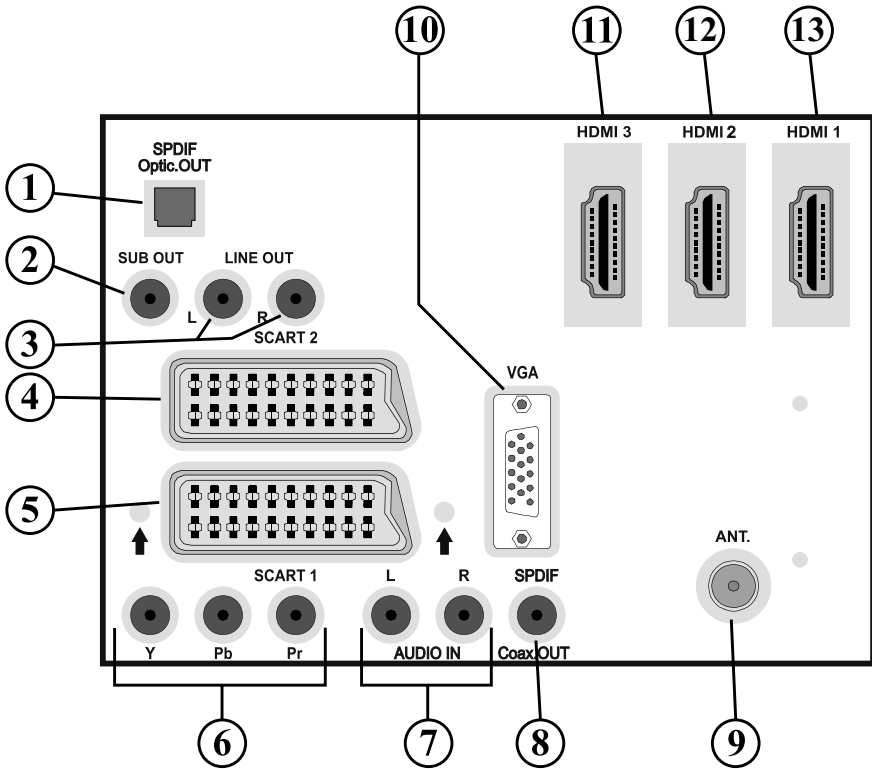 10
11
12
13
HDMI 3
HDMI 2
HDMI 1
SPDIF
Optic.OUT
1
2
SUB OUT
LINE OUT
L
R
3
SCART 2
4
VGA
5
ANT.
SCART 1
L
R
SPDIF
Y
Pb
Pr
AUDIO IN
Coax.OUT
6
7
8
9